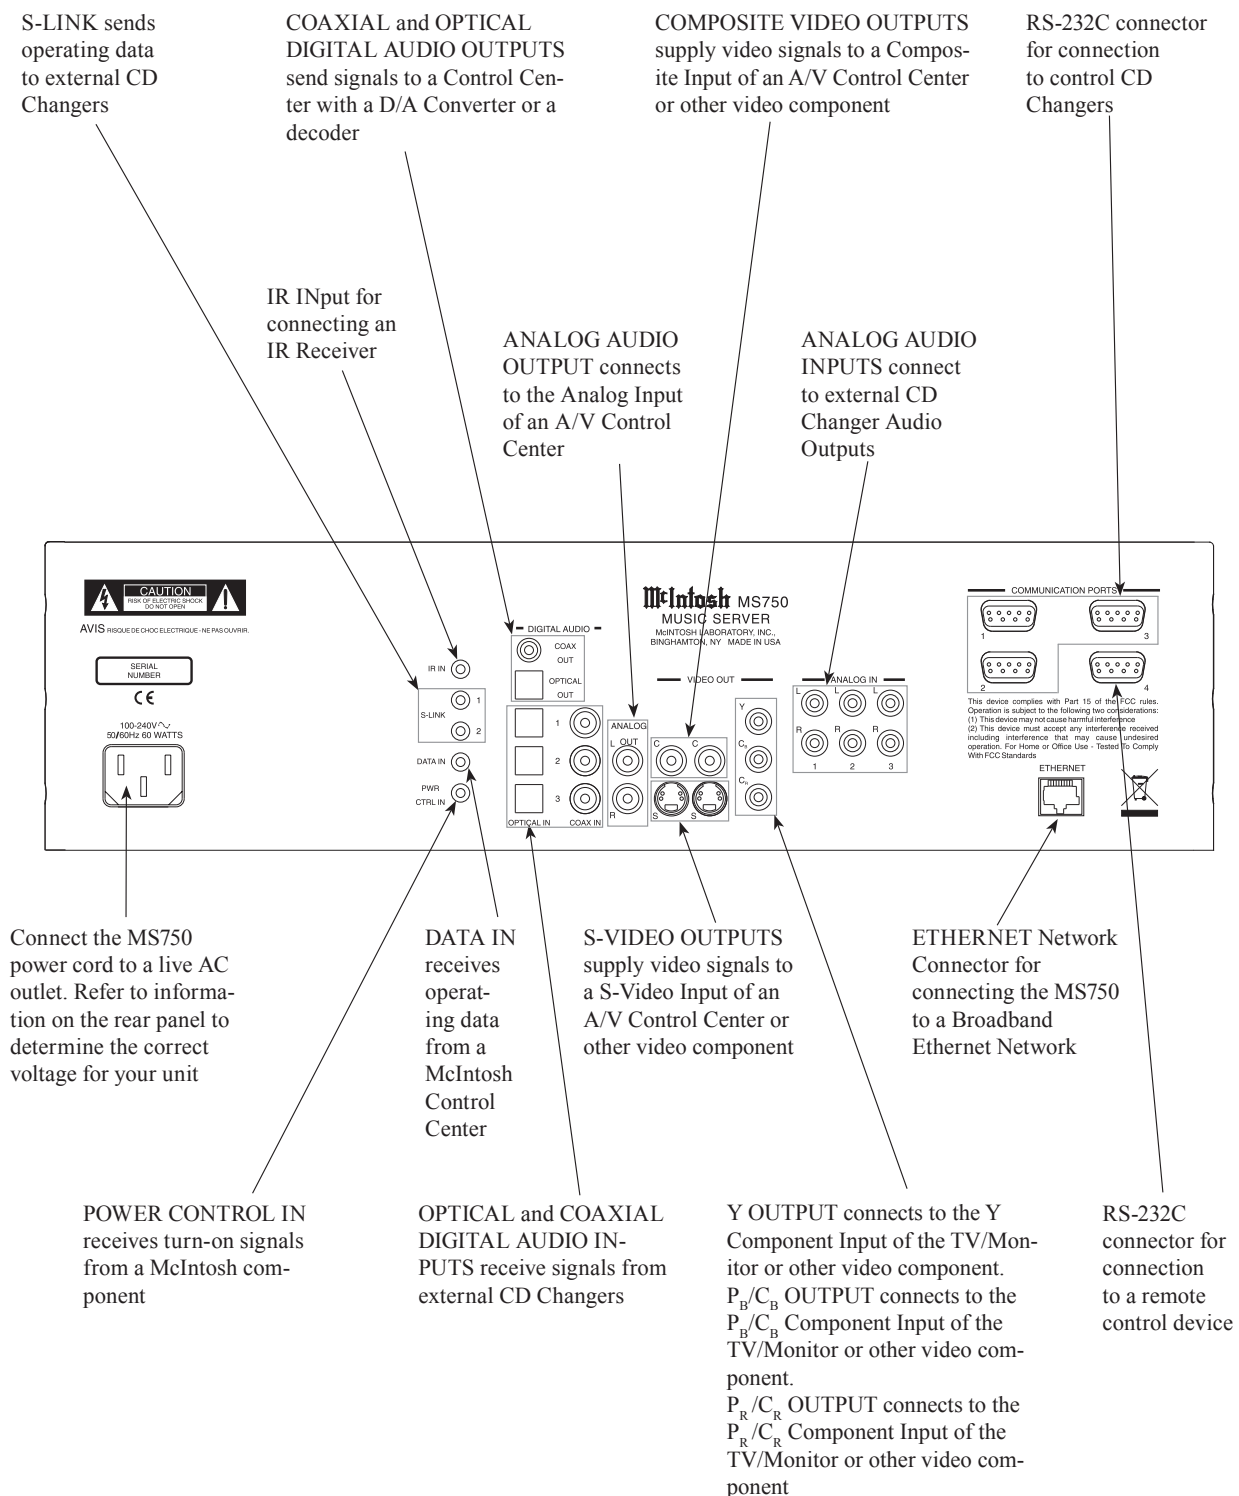 S-LINK sends
operating data
to external CD
Changers
COAXIAL and OPTICAL
DIGITAL AUDIO OUTPUTS
send signals to a Control Cen-
ter with a D/A Converter or a
decoder
COMPOSITE VIDEO OUTPUTS
supply video signals to a Compos-
ite Input of an A/V Control Center
or other video component
RS-232C connector
for connection
to control CD
Changers
IR INput for
connecting an
IR Receiver
ANALOG AUDIO
OUTPUT connects
to the Analog Input
of an A/V Control
Center
ANALOG AUDIO
INPUTS connect
to external CD
Changer Audio
Outputs
CAUTION
RISK OF ELECTRIC SHOCK
DO NOT OPEN
AVIS RISQUE DE CHOC ELECTRIQUE - NE PAS OUVRIR.
SERIAL
NUMBER
CE
100-240V~
50/60Hz 60 WATTS
IR IN
S-LINK
1
2
DATA IN
PWR
CTRL IN
DIGITAL AUDIO
COAX
OUT
OPTICAL
OUT
1
2
3
OPTICAL IN
COAX IN
ANALOG
L OUT
R
McIntosh MS750
MUSIC SERVER
McINTOSH LABORATORY, INC.,
BINGHAMTON, NY MADE IN USA
VIDEO OUT
C C
S S
Y
CB
CR
ANALOG IN
L L L
R R R
1 2 3
COMMUNICATION PORTS
1
3
2
4
This device complies with Part 15 of the FCC rules.
Operation is subject to the following two considerations:
(1) This device may not cause harmful interference
(2) This device must accept any interference received
including interference that may cause undesired
operation. For Home or Office Use - Tested To Comply
With FCC Standards
ETHERNET
Connect the MS750
power cord to a live AC
outlet. Refer to informa-
tion on the rear panel to
determine the correct
voltage for your unit
DATA IN
receives
operat-
ing data
from a
McIntosh
Control
Center
S-VIDEO OUTPUTS
supply video signals to
a S-Video Input of an
A/V Control Center or
other video component
ETHERNET Network
Connector for
connecting the MS750
to a Broadband
Ethernet Network
POWER CONTROL IN
receives turn-on signals
from a McIntosh com-
ponent
OPTICAL and COAXIAL
DIGITAL AUDIO IN-
PUTS receive signals from
external CD Changers
Y OUTPUT connects to the Y
Component Input of the TV/Mon-
itor or other video component.
PB/CB OUTPUT connects to the
PB/CB Component Input of the
TV/Monitor or other video com-
ponent.
PR/CR OUTPUT connects to the
PR/CR Component Input of the
TV/Monitor or other video com-
ponent
RS-232C
connector for
connection
to a remote
control device